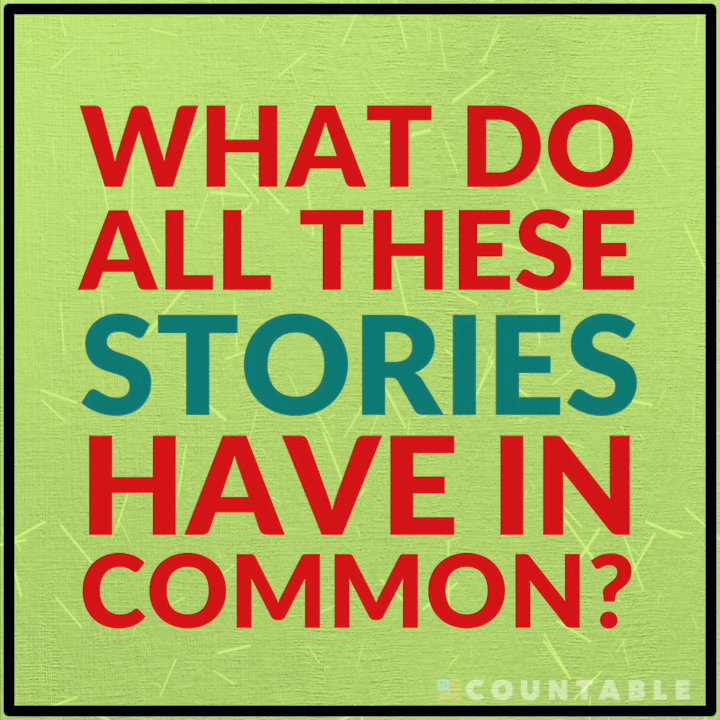 WHAT DO
ALL THESE
STORIES
HAVE IN
COMMON?
COUNTABLE